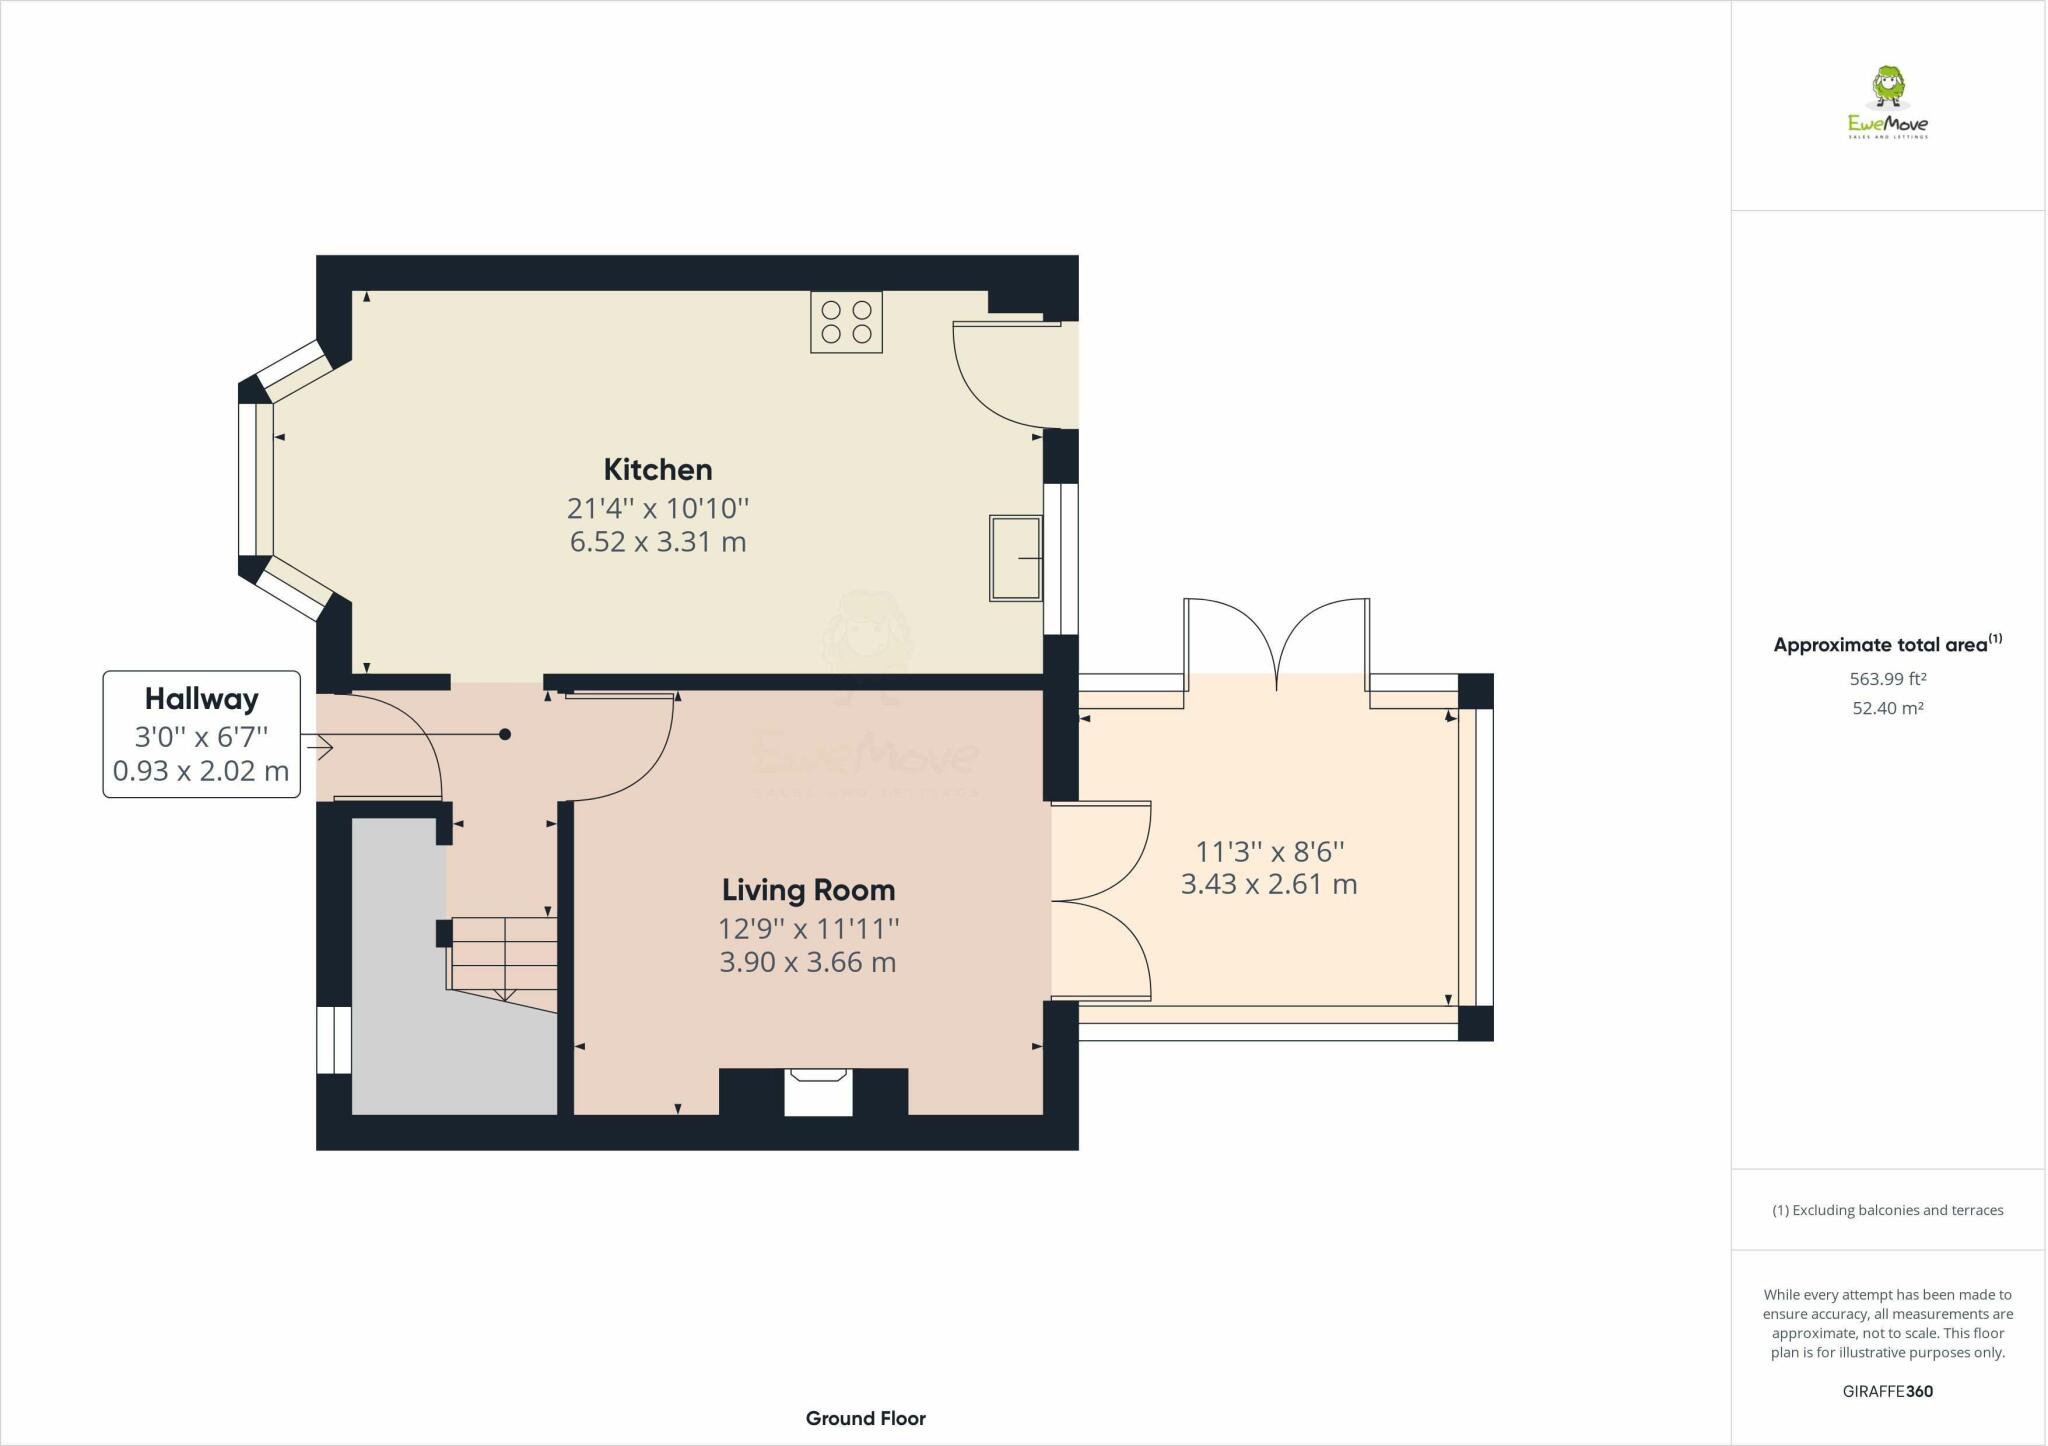 EweMove
SALES AND LETTINGS
Kitchen
21'4'' x 10'10''
6.52 x 3.31 m
Hallway
3'0'' x 6'7''
0.93 x 2.02 m
EweMove
SALES AND LETTINGS
Living Room
12'9'' x 11'11''
3.90 x 3.66 m
11'3'' x 8'6''
3.43 x 2.61 m
Ground Floor
Approximate total area(1)
563.99 ft²
52.40 m²
(1) Excluding balconies and terraces
While every attempt has been made to
ensure accuracy, all measurements are
approximate, not to scale. This floor
plan is for illustrative purposes only.
GIRAFFE360